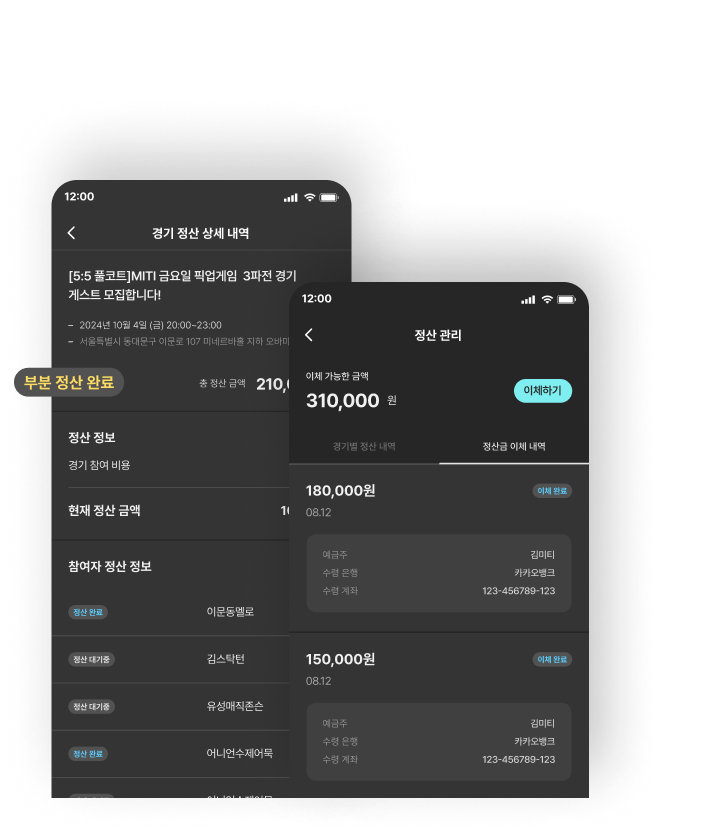 12:00
경기 정산 상세 내역
[5:5 풀코트]MITI 금요일 픽업게임 3파전 경기
게스트 모집합니다!
– 2024년 10월 4일 (금) 20:00~23:00
– 서울특별시 동대문구 이문로 107 미네르바홀 지하 오바마
부분 정산 완료
총 정산 금액 210,0
정산 정보
경기 참여 비용
현재 정산 금액
참여자 정산 정보
정산 완료 이문동멜로
정산 대기중 김스탁턴
정산 대기중 유성매직존슨
정산 완료 어니언수제어묵
12:00
정산 관리
이체 가능한 금액
310,000 원
이체하기
경기별 정산 내역 정산금 이체 내역
180,000원 이체 완료
08.12
예금주 김미티
수령 은행 카카오뱅크
수령 계좌 123-456789-123
150,000원 이체 완료
08.12
예금주 김미티
수령 은행 카카오뱅크
수령 계좌 123-456789-123